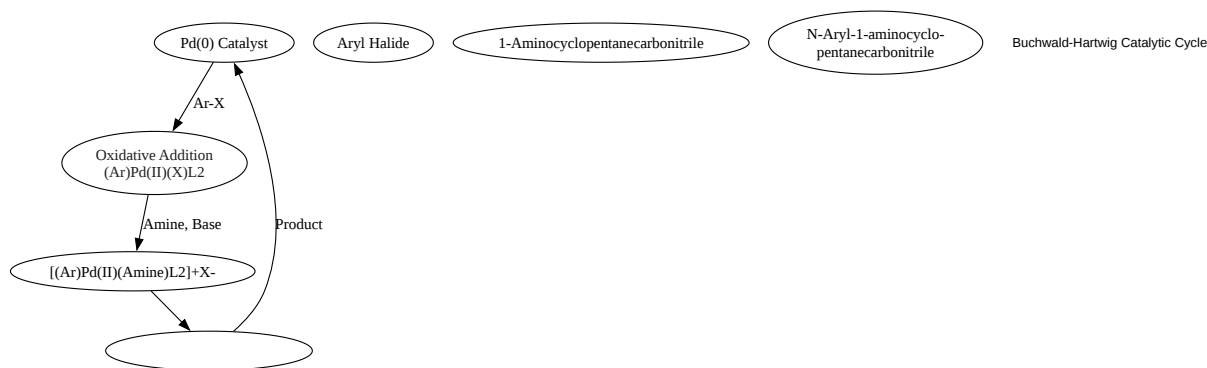 Pd(0) Catalyst
Aryl Halide
1-Aminocyclopentanecarbonitrile
N-Aryl-1-aminocyclo-
pentanecarbonitrile
Buchwald-Hartwig Catalytic Cycle
Ar-X
Oxidative Addition
(Ar)Pd(II)(X)L2
Amine, Base
Product
[(Ar)Pd(II)(Amine)L2]+X-